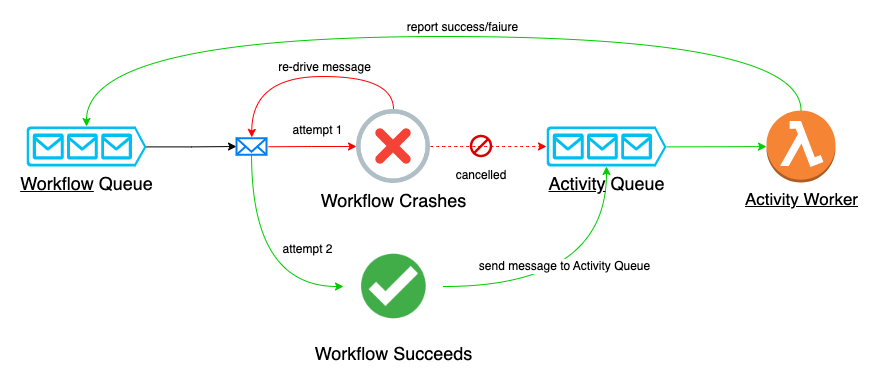 report success/faiure
re-drive message
attempt 1
cancelled
Workflow Queue
Workflow Crashes
Activity Queue
Activity Worker
attempt 2
send message to Activity Queue
Workflow Succeeds